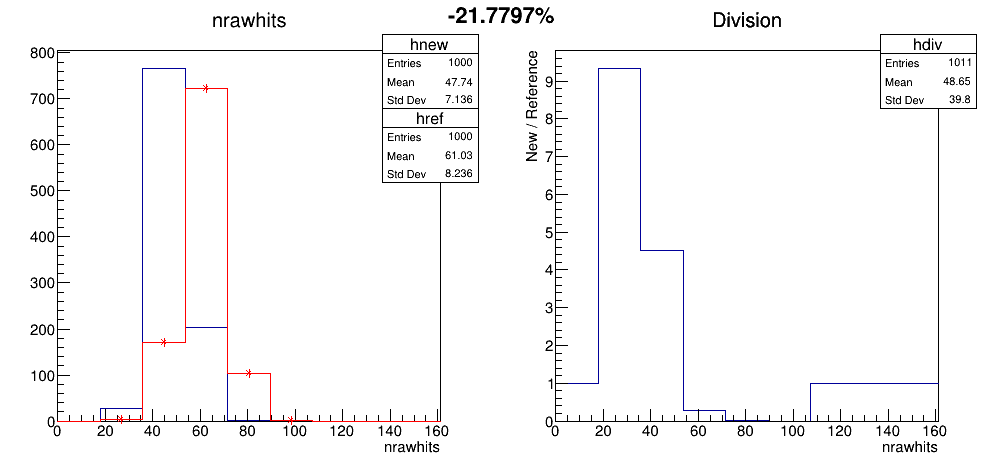 -21.7797%
nrawhits
hnew
Entries 1000
Mean 47.74
Std Dev 7.136
href
Entries 1000
Mean 61.03
Std Dev 8.236
800
700
600
500
400
300
200
100
0
0 20 40 60 80 100 120 140 160
nrawhits
Division
hdiv
Entries 1011
Mean 48.65
Std Dev 39.8
New / Reference
9
8
7
6
5
4
3
2
1
0
0 20 40 60 80 100 120 140 160
nrawhits